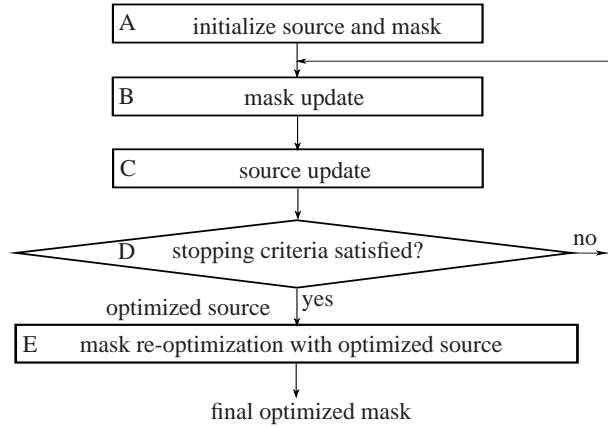 A initialize source and mask
B mask update
C source update
D stopping criteria satisfied?
no
yes
optimized source
E mask re-optimization with optimized source
final optimized mask